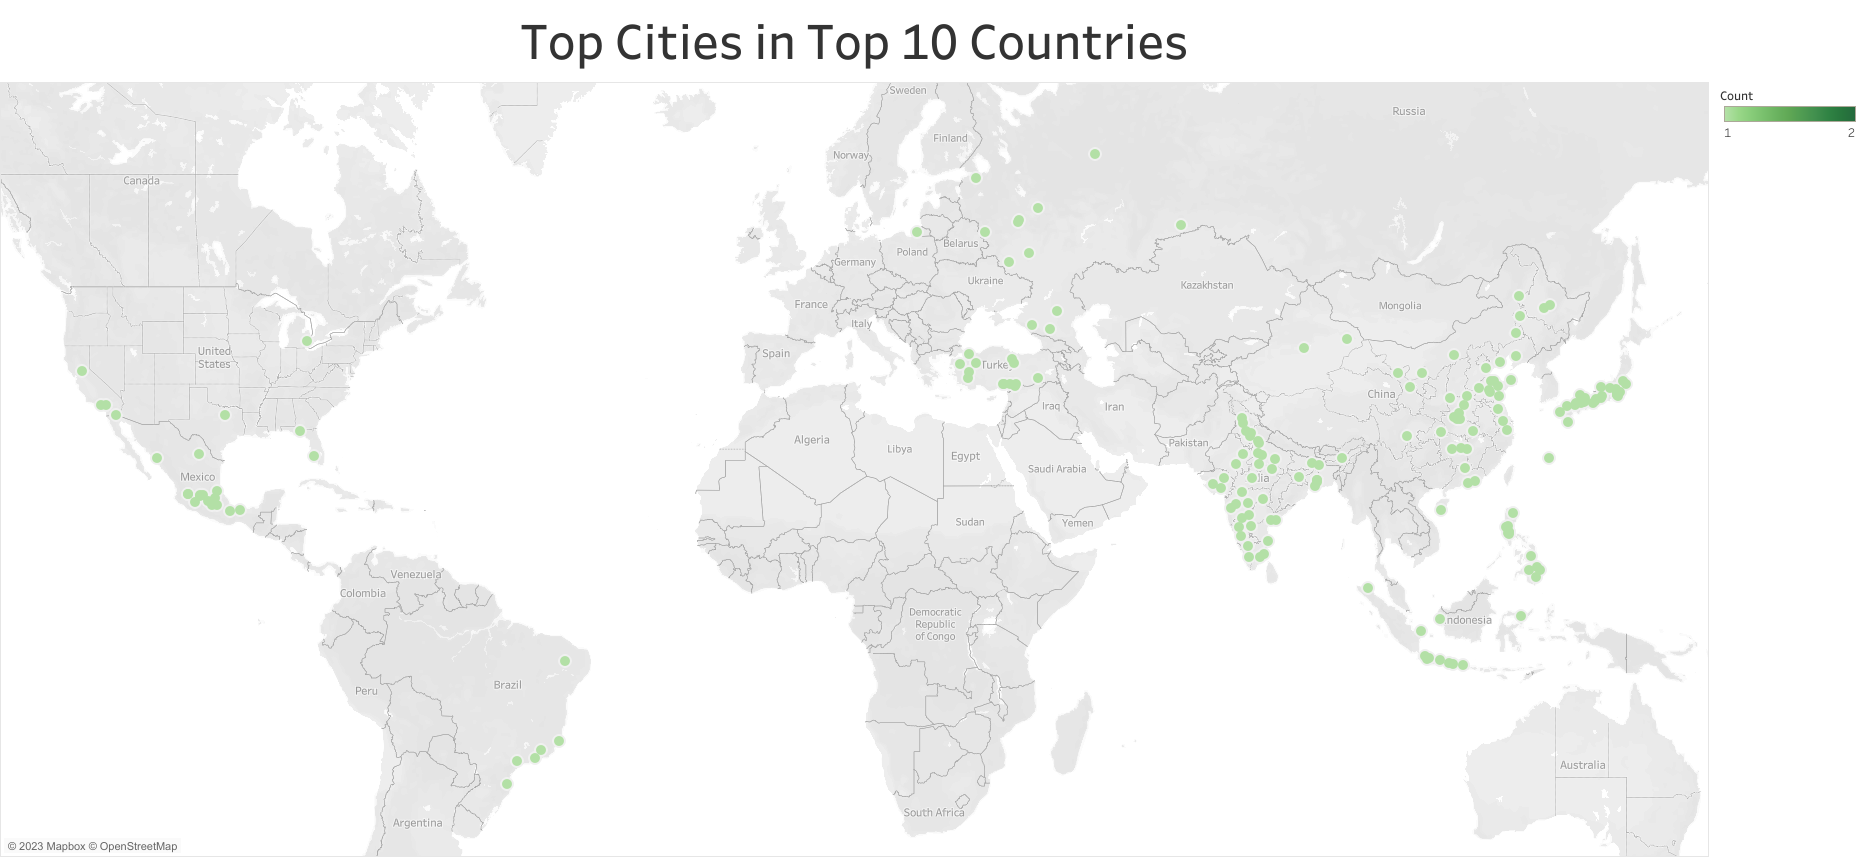 Top Cities in Top 10 Countries
Count
1
2
Sweden
Russia
Finland
Norway
Canada
Belarus
Poland
Germany
Ukraine
Kazakhstan
France
Mongolia
Italy
United
States
Spain
Turke
China
Iraq
Iran
Algeria
Pakistan
Libya
Egypt
Saudi Arabia
Mexico
lia
Sudan
Yemen
Venezuela
Colombia
Democratic
Republic
of Congo
ndonesia
Brazil
Peru
Australia
South Africa
Argentina
© 2023 Mapbox © OpenStreetMap